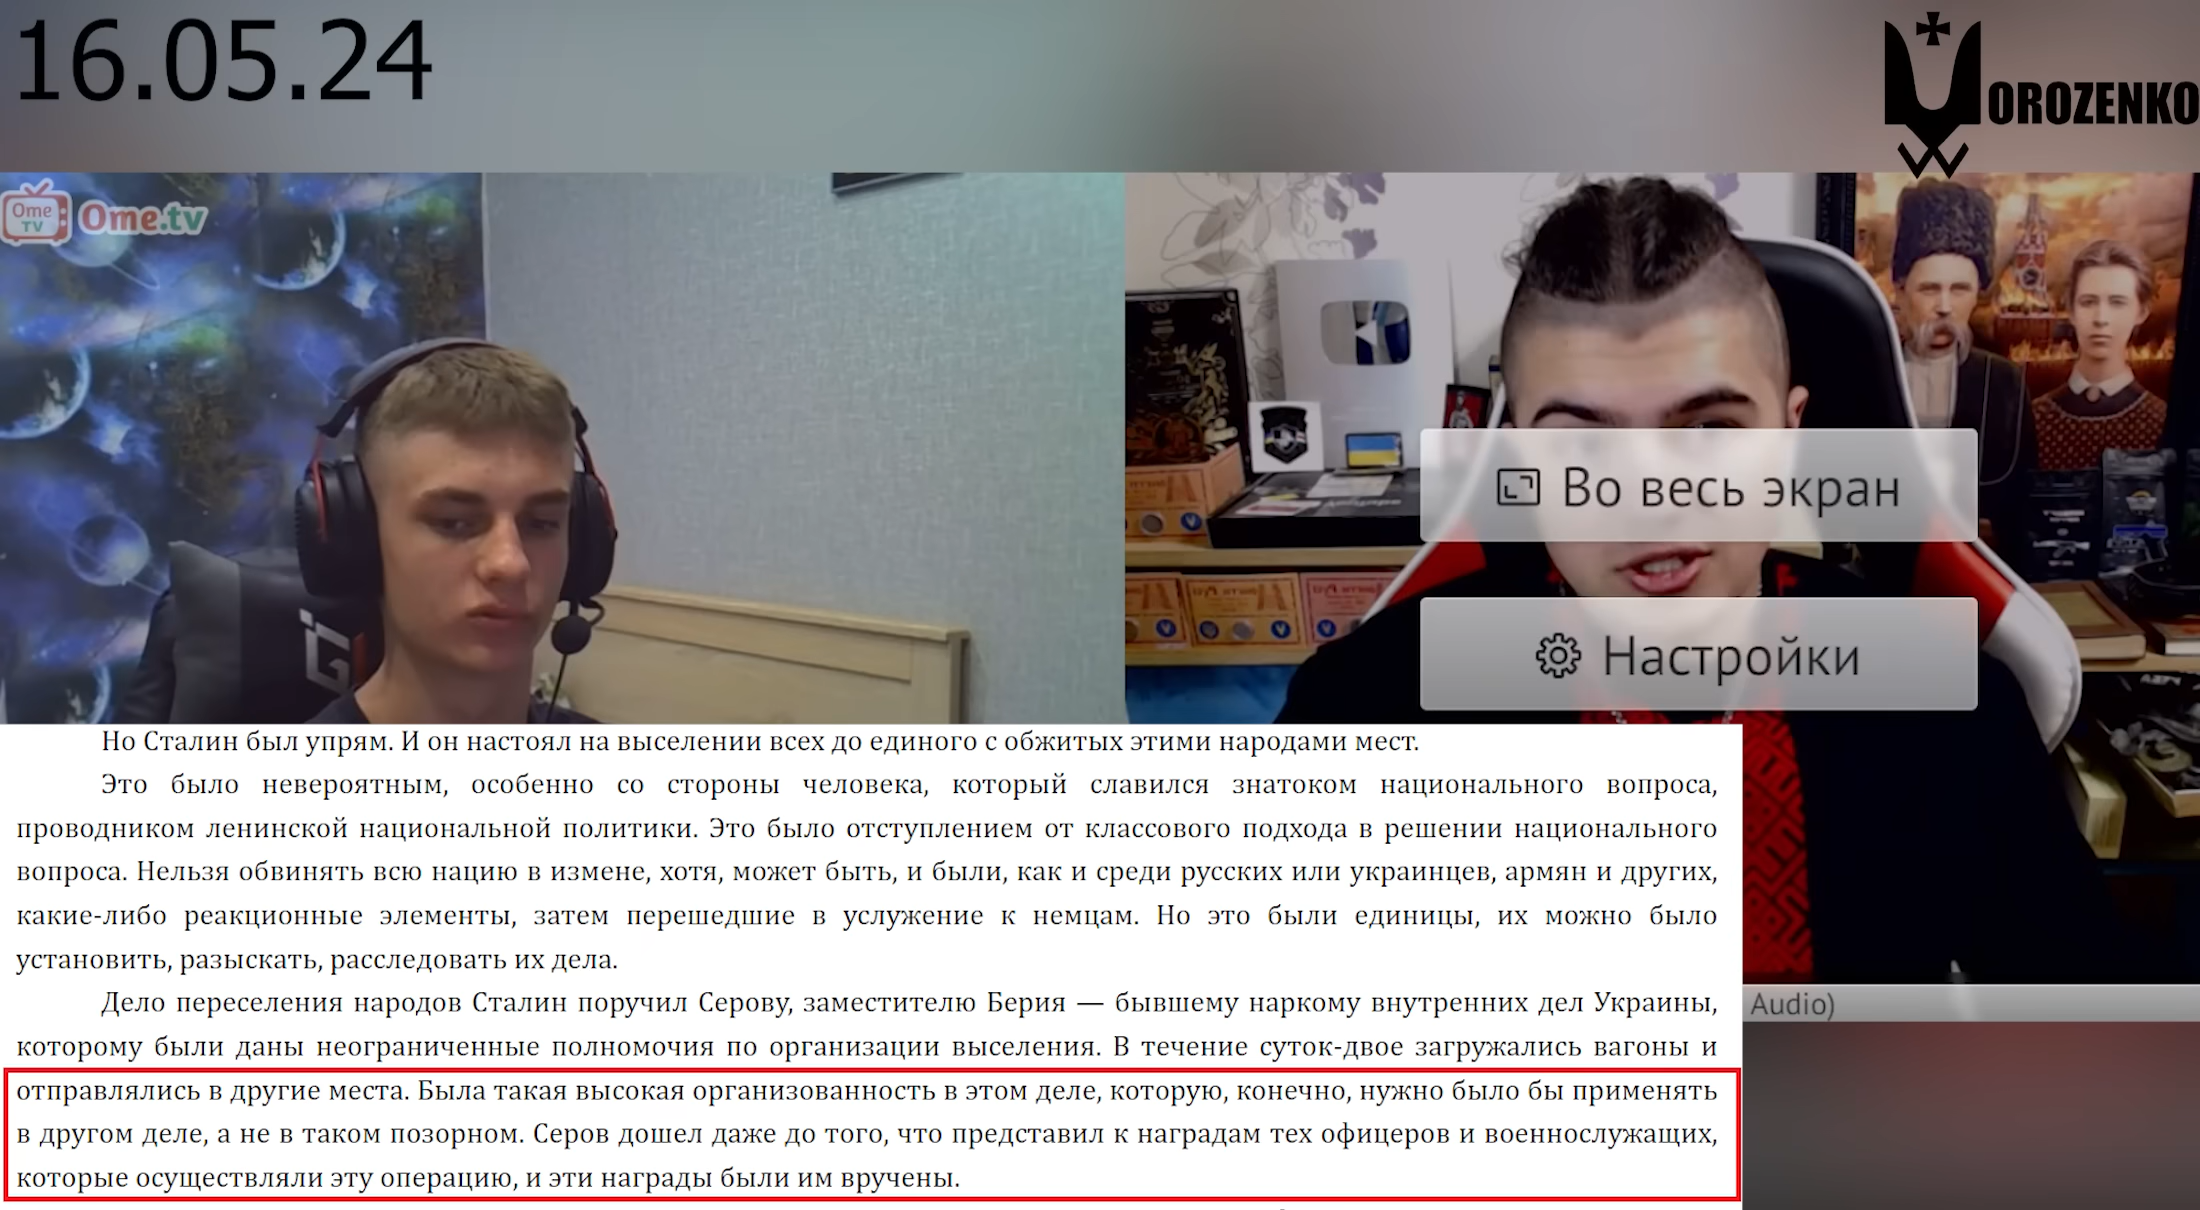 16.05.24
OROZENKO
Ome
TV
Ome.tv
Во весь экран
Настройки
Но Сталин был упрям. И он настоял на выселении всех до единого с обжитых этими народами мест.
Это было невероятным, особенно со стороны человека, который славился знатоком национального вопроса,
проводником ленинской национальной политики. Это было отступлением от классового подхода в решении национального
вопроса. Нельзя обвинять всю нацию в измене, хотя, может быть, и были, как и среди русских или украинцев, армян и других,
какие-либо реакционные элементы, затем перешедшие в услужение к немцам. Но это были единицы, их можно было
установить, разыскать, расследовать их дела.
Дело переселения народов Сталин поручил Серову, заместителю Берия — бывшему наркому внутренних дел Украины,
которому были даны неограниченные полномочия по организации выселения. В течение суток-двое загружались вагоны и
отправлялись в другие места. Была такая высокая организованность в этом деле, которую, конечно, нужно было бы применять
в другом деле, а не в таком позорном. Серов дошел даже до того, что представил к наградам тех офицеров и военнослужащих,
которые осуществляли эту операцию, и эти награды были им вручены.
Audio)